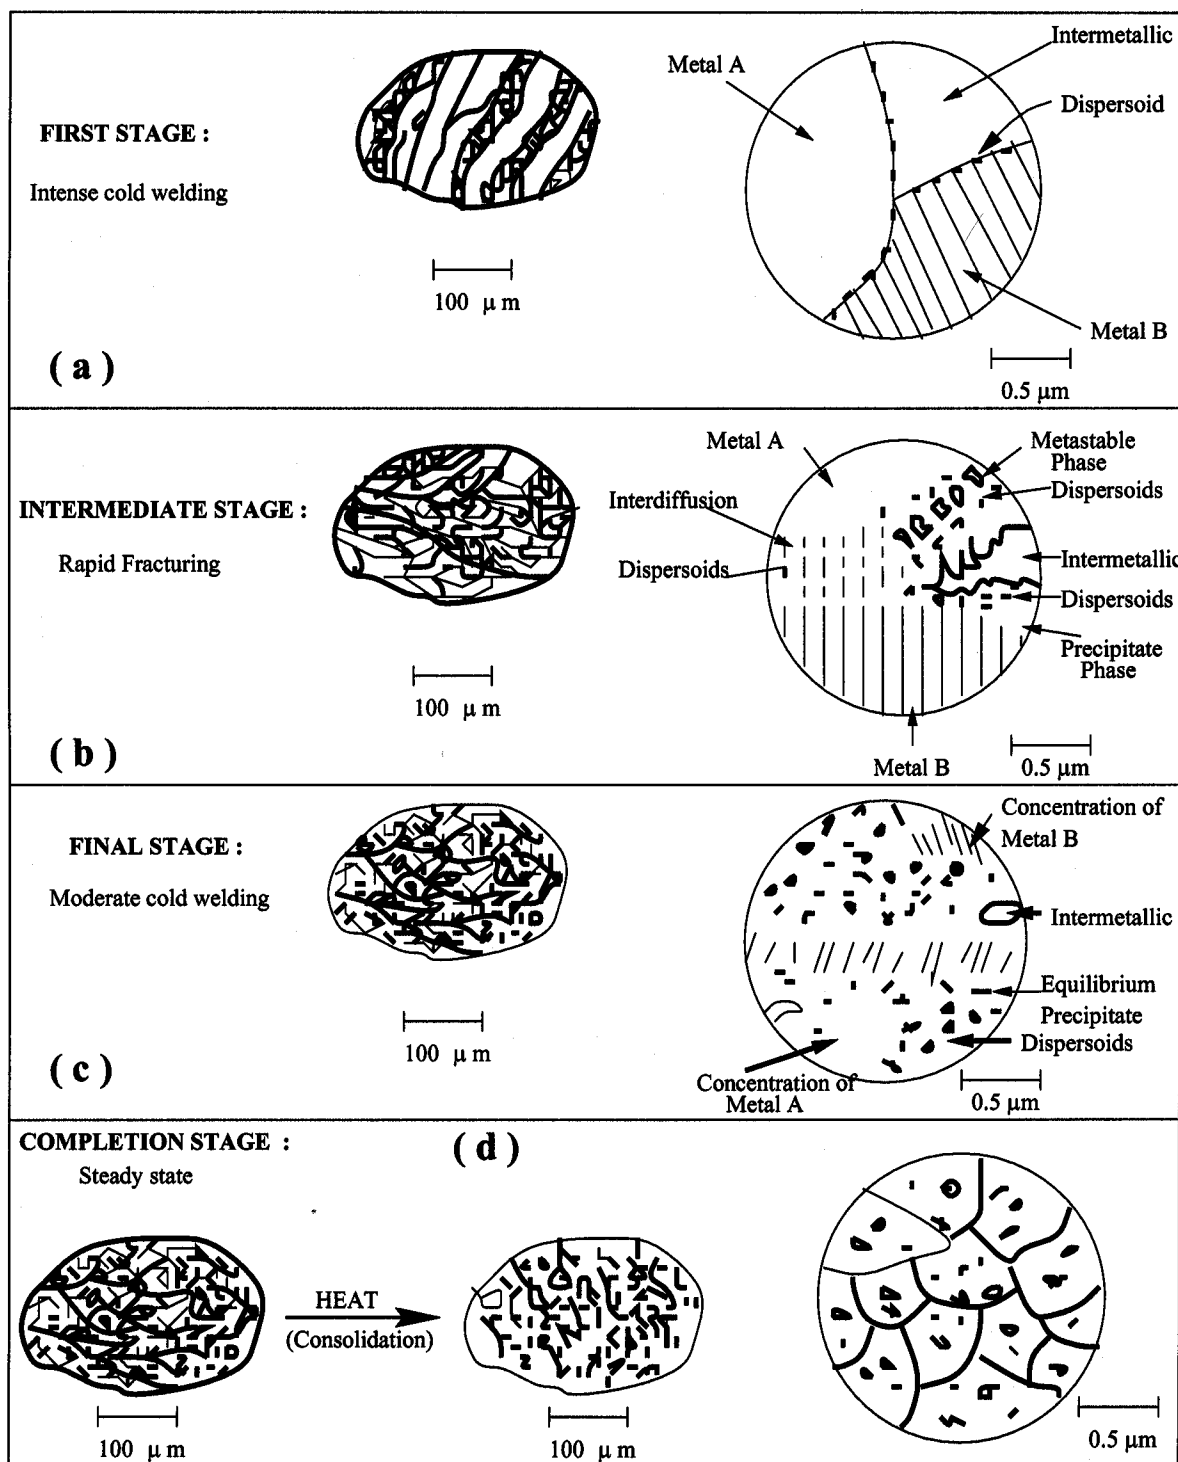 FIRST STAGE :
Intense cold welding
100 μ m
Metal A
Intermetallic
Dispersoid
Metal B
0.5 μm
( a )
INTERMEDIATE STAGE :
Rapid Fracturing
100 μ m
Metal A
Interdiffusion
Dispersoids
Metastable
Phase
Dispersoids
Intermetallic
Dispersoids
Precipitate
Phase
Metal B
0.5 μm
( b )
FINAL STAGE :
Moderate cold welding
100 μ m
Concentration of
Metal B
Intermetallic
Equilibrium
Precipitate
Dispersoids
Concentration of
Metal A
0.5 μm
( c )
COMPLETION STAGE :
Steady state
( d )
HEAT
(Consolidation)
100 μ m
100 μ m
0.5 μm